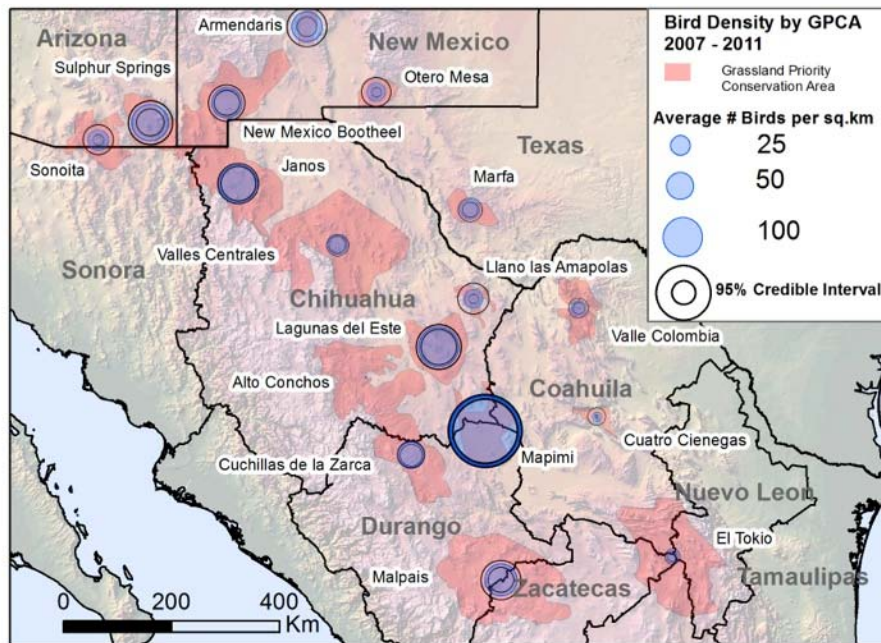 Arizona
Armendaris
New Mexico
Sulphur Springs
Otero Mesa
New Mexico Bootheel
Texas
Sonoita
Janos
Marfa
Valles Centrales
Sonora
Llano las Amapolas
Chihuahua
Lagunas del Este
Valle Colombia
Alto Conchos
Coahuila
Cuatro Cienegas
Cuchillas de la Zarca
Mapimi
Nuevo Leon
Durango
El Tokio
Malpais
Zacatecas
Tamaulipas
0 200 400
Km
Bird Density by GPCA
2007 - 2011
Grassland Priority
Conservation Area
Average # Birds per sq.km
25
50
100
95% Credible Interval